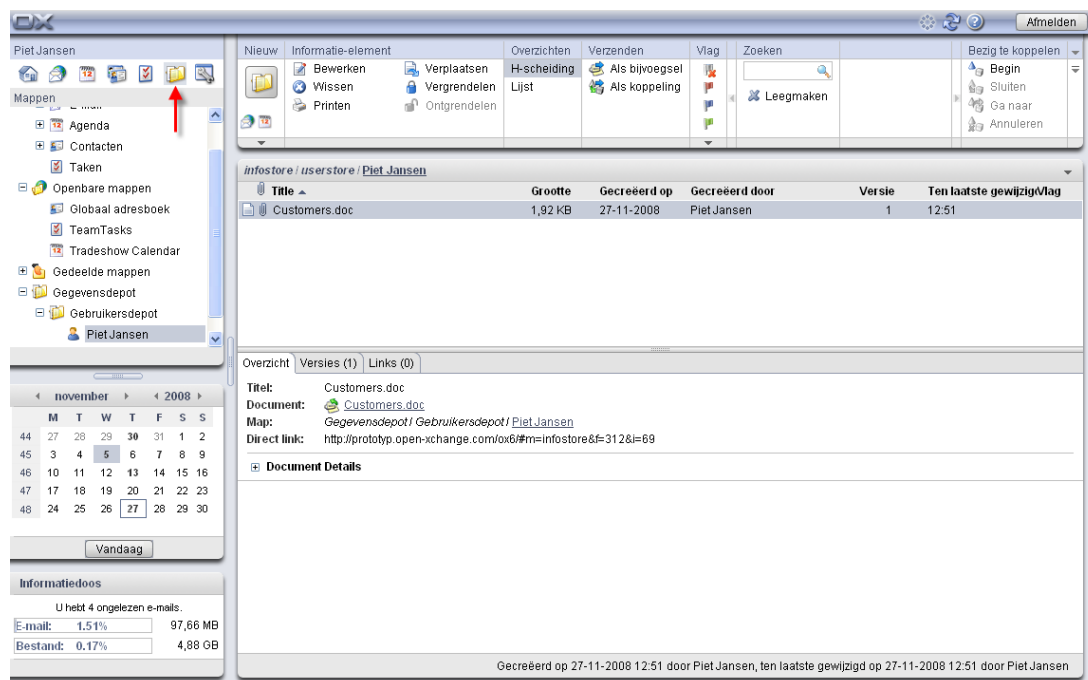 OX
Afmelden
Piet Jansen
Mappen
E-mail
Agenda
Contacten
Taken
Openbare mappen
Globaal adresboek
TeamTasks
Tradeshow Calendar
Gedeelde mappen
Gegevensdepot
Gebruikersdepot
Piet Jansen
november 2008
M T W T F S S
44 27 28 29 30 31 1 2
45 3 4 5 6 7 8 9
46 10 11 12 13 14 15 16
47 17 18 19 20 21 22 23
48 24 25 26 27 28 29 30
Vandaag
Informatiedoos
U hebt 4 ongelezen e-mails.
E-mail: 1.51% 97,66 MB
Bestand: 0.17% 4,88 GB
Nieuw Informatie-element Overzichten Verzenden Vlag Zoeken Bezig te koppelen
Bewerken Verplaatsen H-scheiding Als bijvoegsel Begin
Wissen Vergrendelen Lijst Als koppeling Leegmaken Sluiten
Printen Ontgrendelen Ga naar
Annuleren
infostore / userstore / Piet Jansen
Title Grootte Gecreëerd op Gecreëerd door Versie Ten laatste gewijzigd Vlag
Customers.doc 1,92 KB 27-11-2008 Piet Jansen 1 12:51
Overzicht Versies (1) Links (0)
Titel: Customers.doc
Document: Customers.doc
Map: Gegevensdepot / Gebruikersdepot / Piet Jansen
Direct link: http://prototyp.open-xchange.com/ox6/#m=infostore&f=312&i=69
Document Details
Gecreëerd op 27-11-2008 12:51 door Piet Jansen, ten laatste gewijzigd op 27-11-2008 12:51 door Piet Jansen